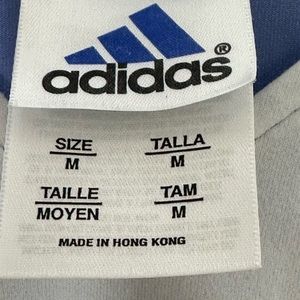 adidas®
SIZE TALLA
M M
TAILLE TAM
MOYEN M
MADE IN HONG KONG